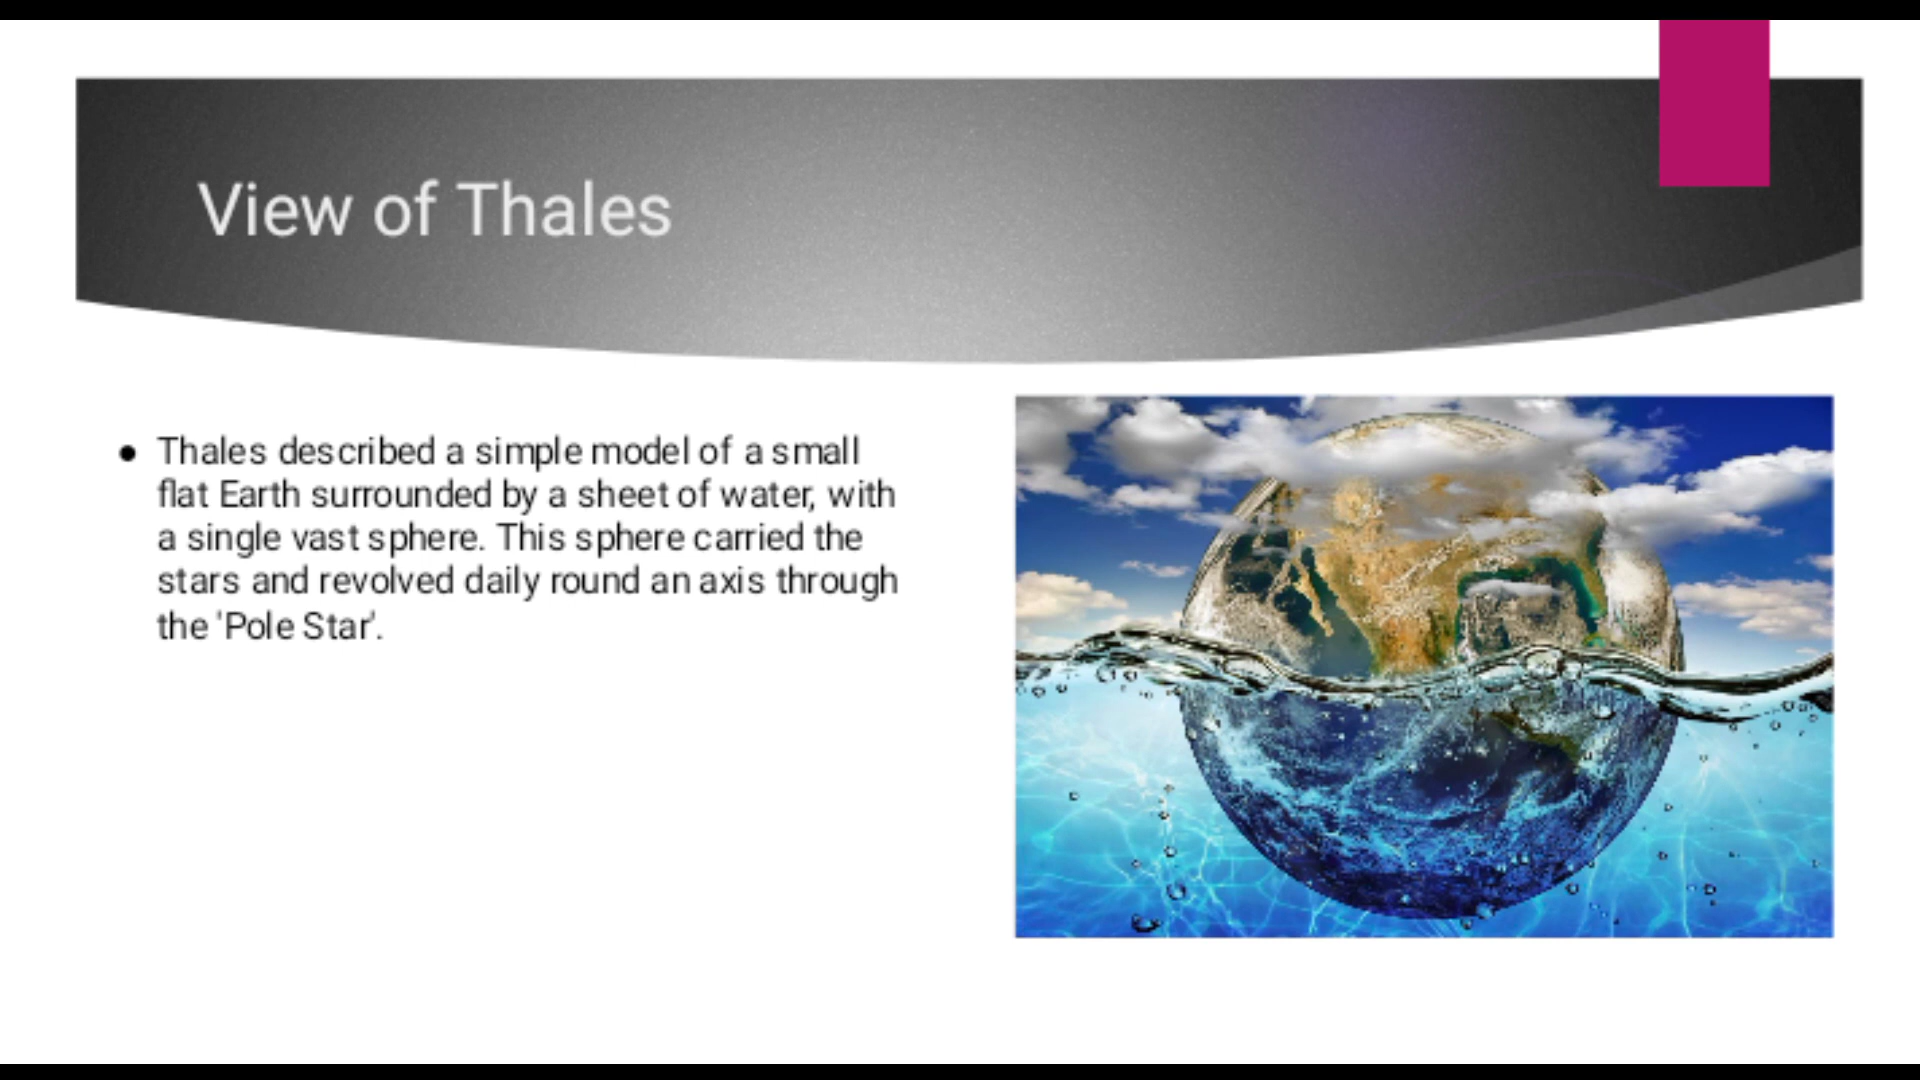 View of Thales
● Thales described a simple model of a small
flat Earth surrounded by a sheet of water, with
a single vast sphere. This sphere carried the
stars and revolved daily round an axis through
the 'Pole Star'.